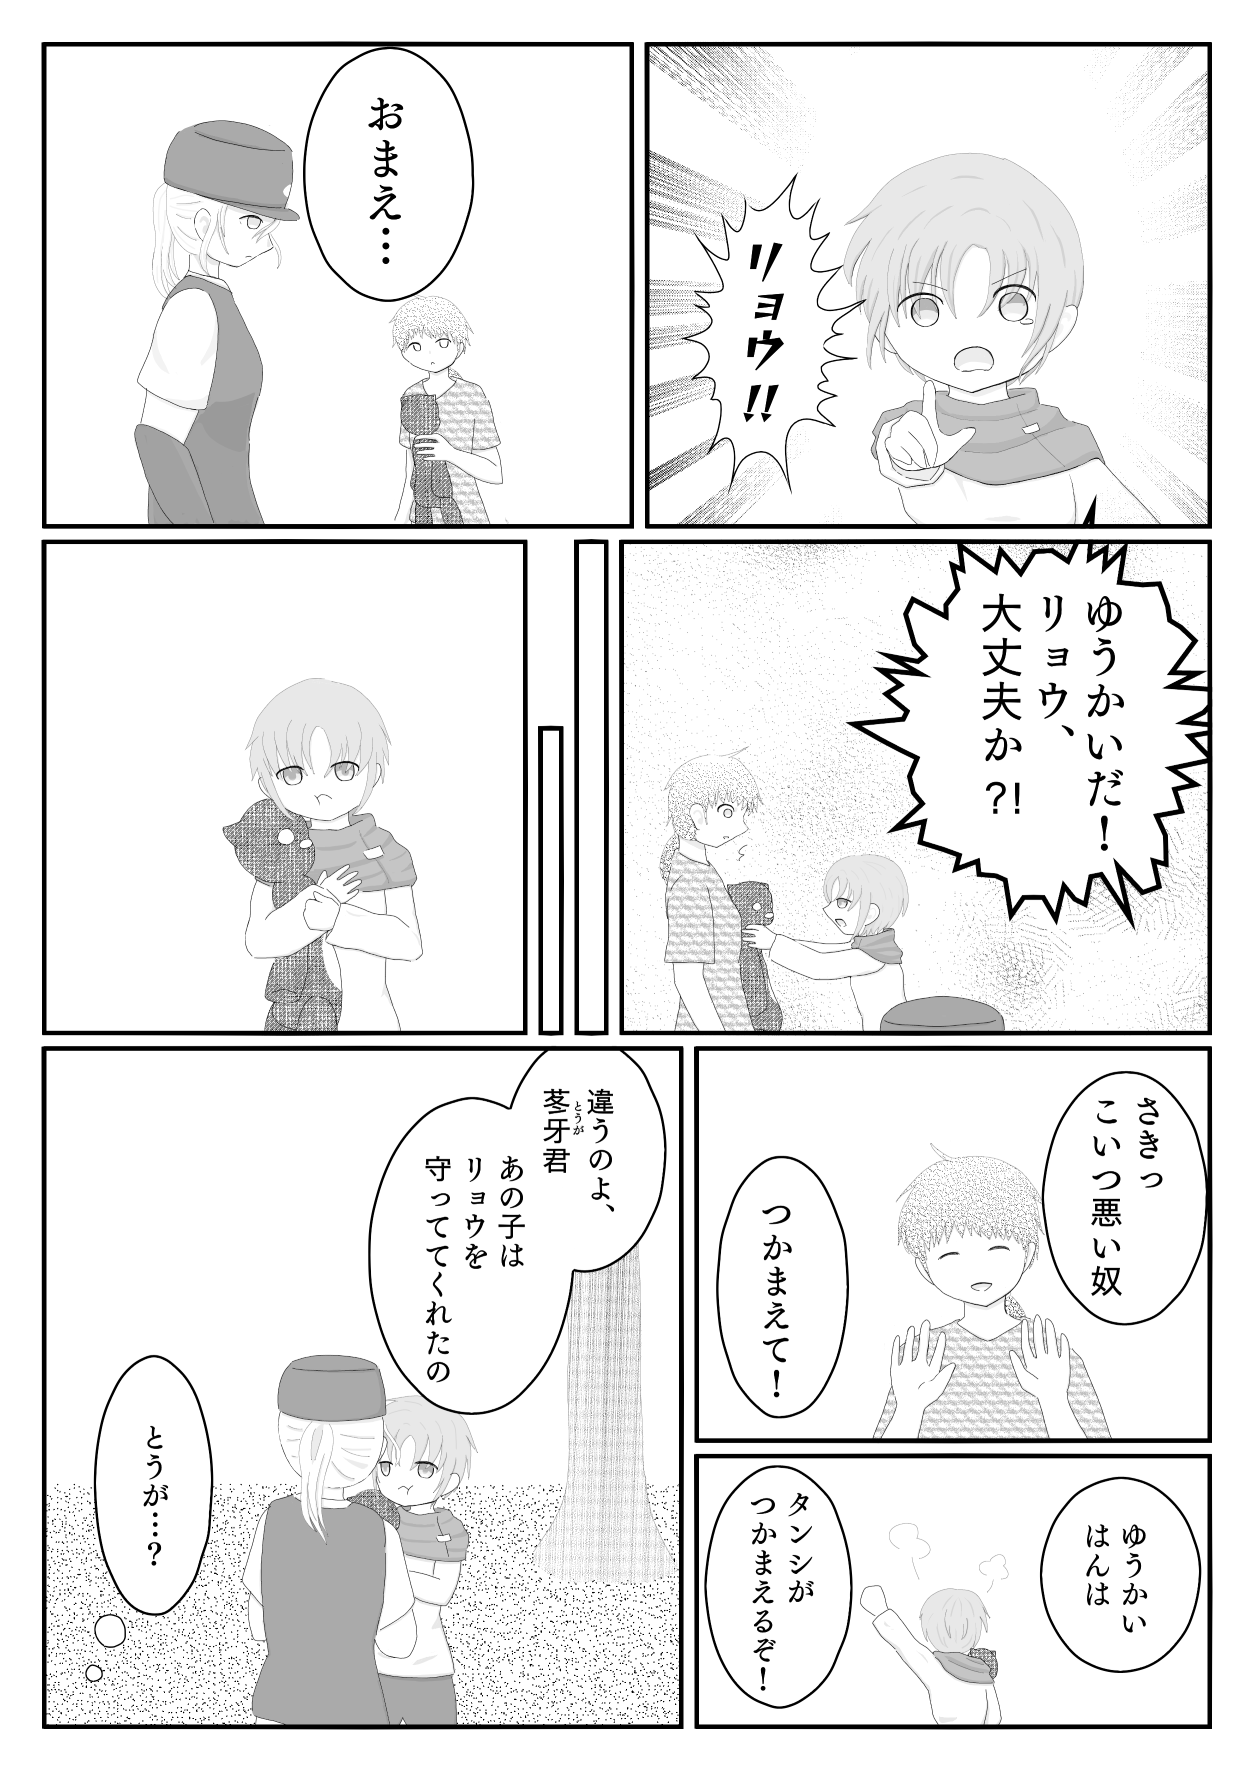 リョウ!!
おまえ…
ゆうかいだ！
リョウ、
大丈夫か?!
さきっ
こいつ悪い奴
つかまえて！
ゆうかい
はんは
タンシが
つかまえるぞ！
違うのよ、
苳牙君
とうが
あの子は
リョウを
守っててくれたの
とうが…?